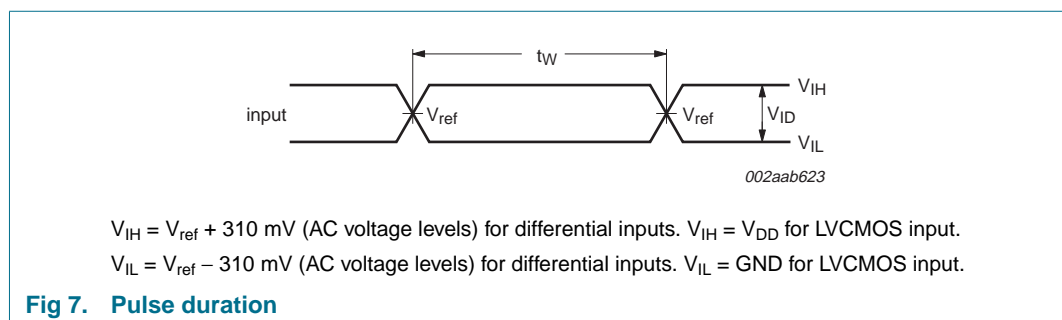 tW
VIH
input
Vref
Vref
VID
VIL
002aab623
VIH = Vref + 310 mV (AC voltage levels) for differential inputs. VIH = VDD for LVCMOS input.
VIL = Vref − 310 mV (AC voltage levels) for differential inputs. VIL = GND for LVCMOS input.
Fig 7. Pulse duration